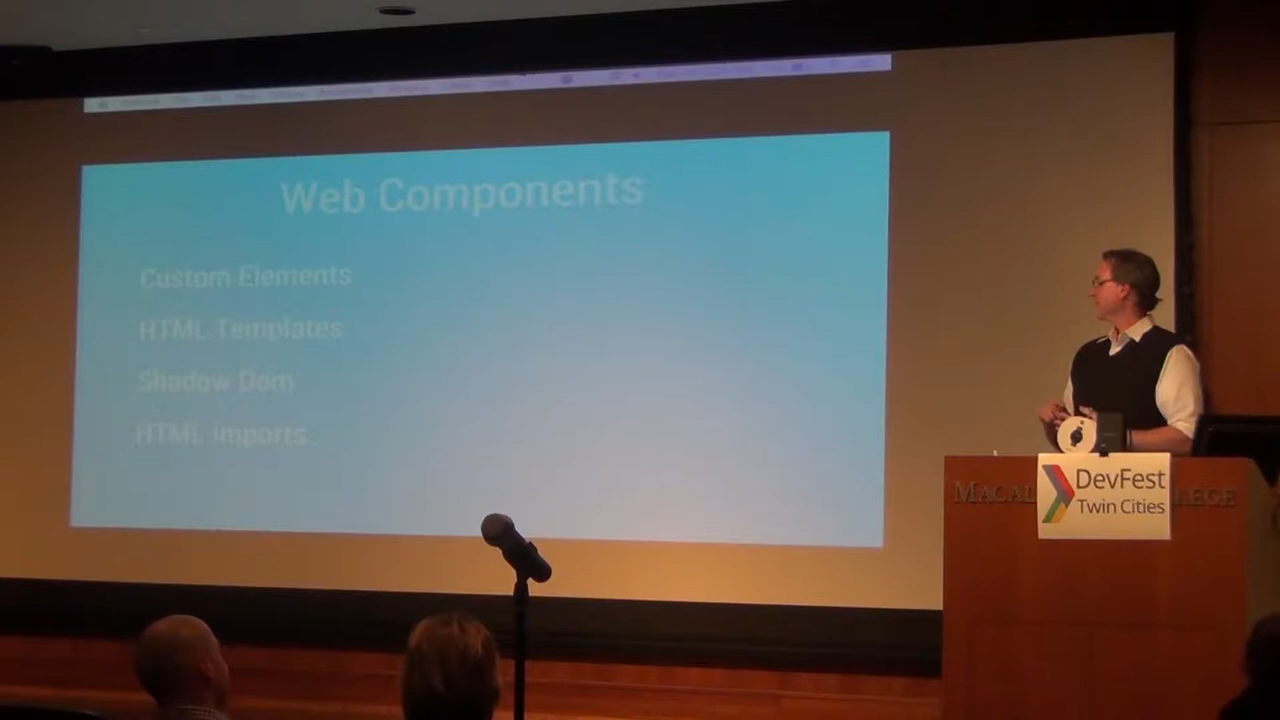 Web Components
Custom Elements
HTML Templates
Shadow Dom
HTML Imports
DevFest
Twin Cities